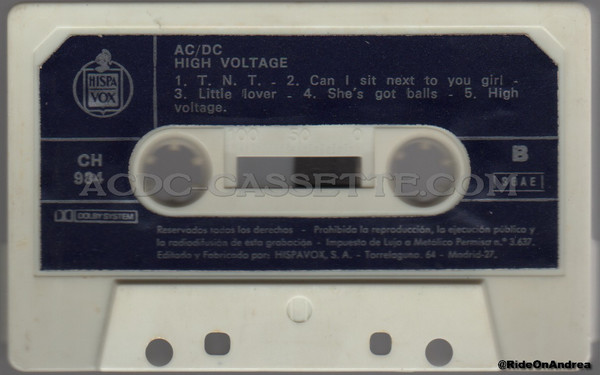 HISPA
VOX
AC/DC
HIGH VOLTAGE
1. T. N. T. - 2. Can I sit next to you girl -
3. Little lover - 4. She's got balls - 5. High
voltage.
CH
934
B
SGAE
ACDC-CASSETTE.COM
DOLBY SYSTEM
Reservados todos los derechos - Prohibida la reproducción, la ejecución pública y
la radiodifusión de esta grabación - Impuesto de Lujo a Metálico Permiso n.º 3.637.
Editado y Fabricado por: HISPAVOX, S. A. - Torrelaguna, 64 - Madrid-27.
@RideOnAndrea